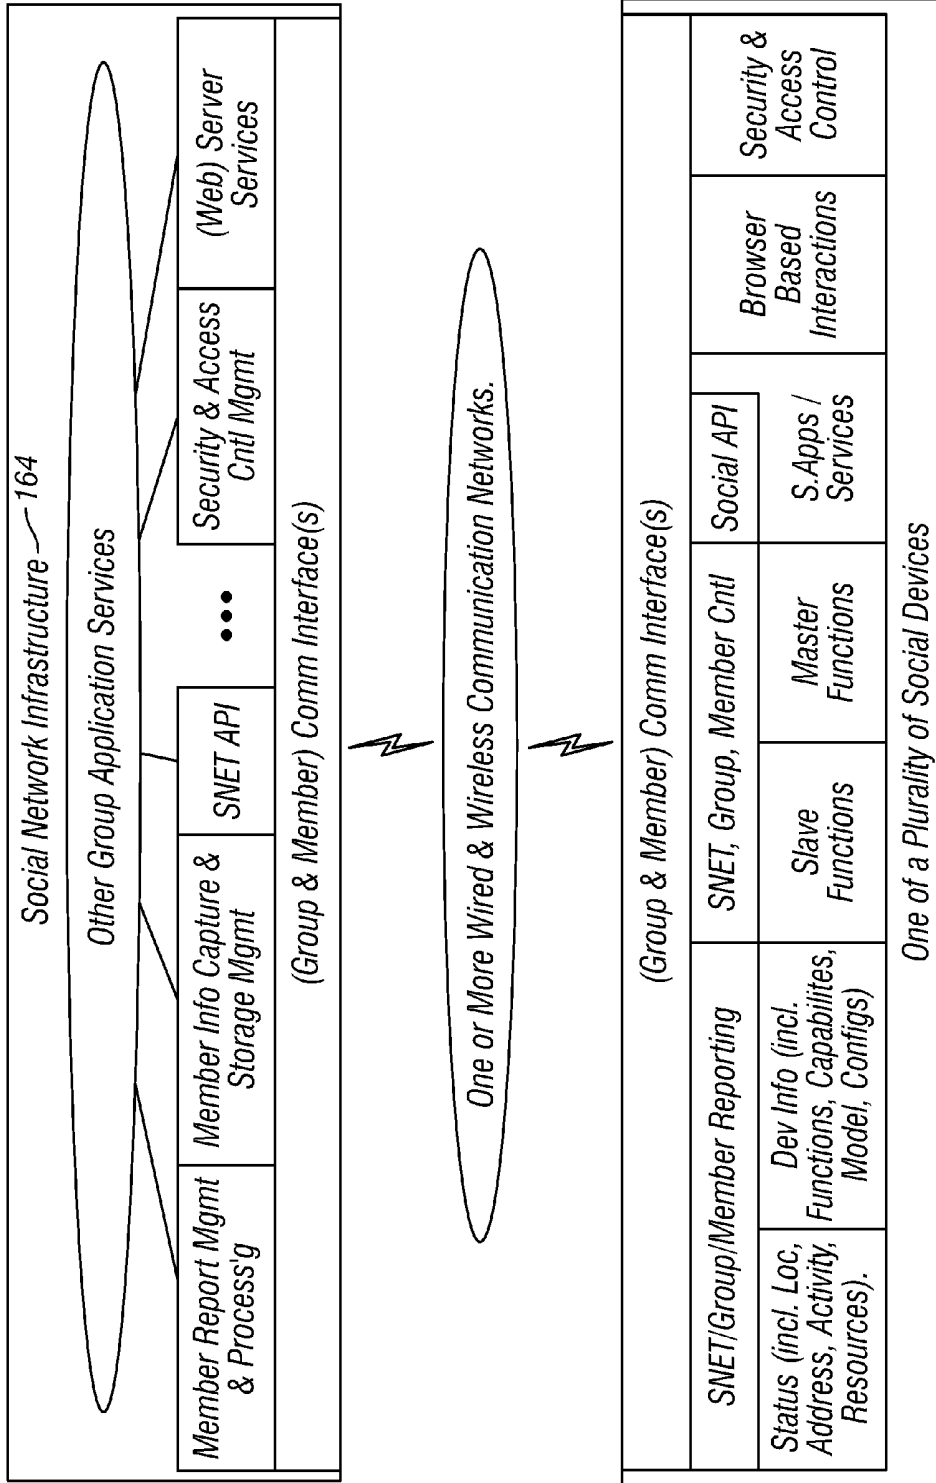 Social Network Infrastructure 164
Other Group Application Services
Member Report Mgmt
& Process'g
Member Info Capture &
Storage Mgmt
SNET API
•••
Security & Access
Cntl Mgmt
(Web) Server
Services
(Group & Member) Comm Interface(s)
One or More Wired & Wireless Communication Networks.
(Group & Member) Comm Interface(s)
SNET/Group/Member Reporting
SNET, Group, Member Cntl
Social API
Status (incl. Loc,
Address, Activity,
Resources).
Dev Info (incl.
Functions, Capabilites,
Model, Configs)
Slave
Functions
Master
Functions
S.Apps /
Services
Browser
Based
Interactions
Security &
Access
Control
One of a Plurality of Social Devices